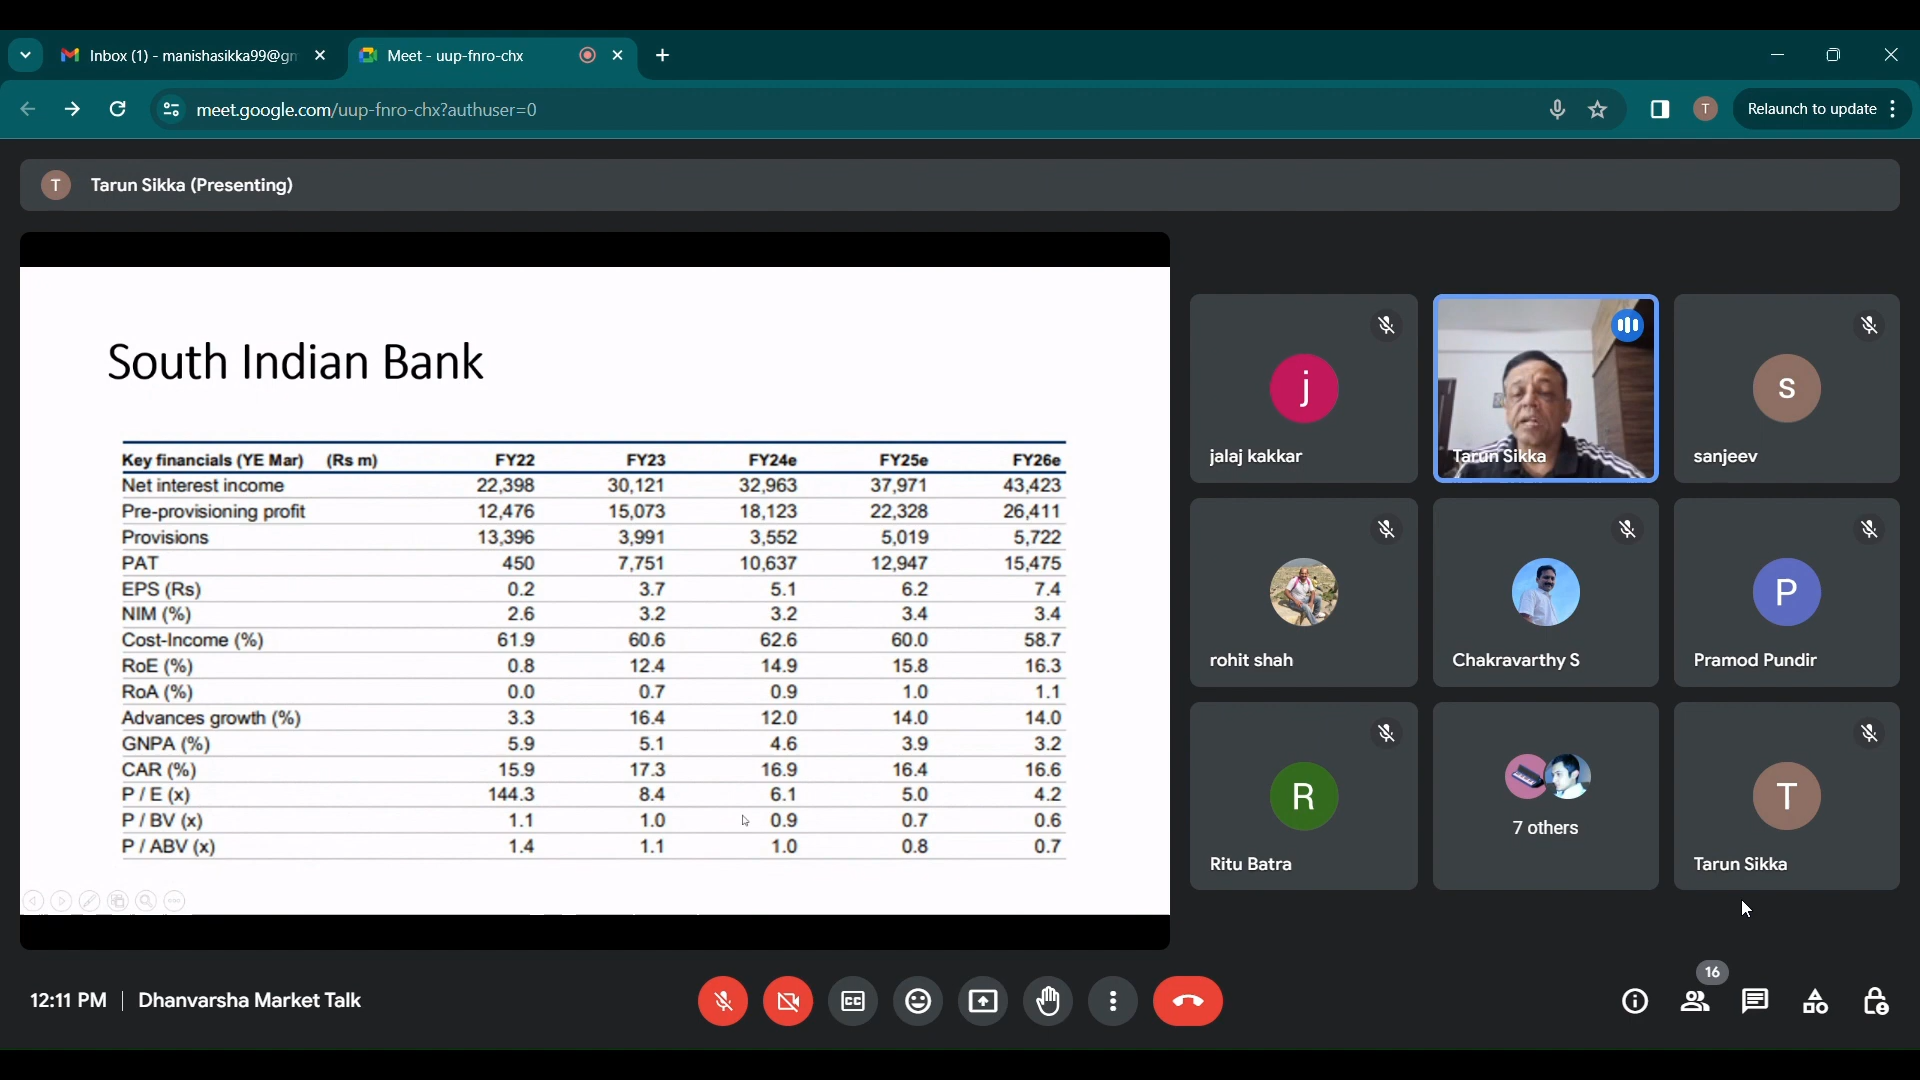 Inbox (1) - manishasikka99@gm
Meet - uup-fnro-chx
meet.google.com/uup-fnro-chx?authuser=0
T
Relaunch to update
T Tarun Sikka (Presenting)
South Indian Bank
Key financials (YE Mar) (Rs m) FY22 FY23 FY24e FY25e FY26e
Net interest income 22,398 30,121 32,963 37,971 43,423
Pre-provisioning profit 12,476 15,073 18,123 22,328 26,411
Provisions 13,396 3,991 3,552 5,019 5,722
PAT 450 7,751 10,637 12,947 15,475
EPS (Rs) 0.2 3.7 5.1 6.2 7.4
NIM (%) 2.6 3.2 3.2 3.4 3.4
Cost-Income (%) 61.9 60.6 62.6 60.0 58.7
RoE (%) 0.8 12.4 14.9 15.8 16.3
RoA (%) 0.0 0.7 0.9 1.0 1.1
Advances growth (%) 3.3 16.4 12.0 14.0 14.0
GNPA (%) 5.9 5.1 4.6 3.9 3.2
CAR (%) 15.9 17.3 16.9 16.4 16.6
P / E (x) 144.3 8.4 6.1 5.0 4.2
P / BV (x) 1.1 1.0 0.9 0.7 0.6
P / ABV (x) 1.4 1.1 1.0 0.8 0.7
j
jalaj kakkar
Tarun Sikka
s
sanjeev
rohit shah
Chakravarthy S
P
Pramod Pundir
R
Ritu Batra
7 others
T
Tarun Sikka
12:11 PM | Dhanvarsha Market Talk
CC
16